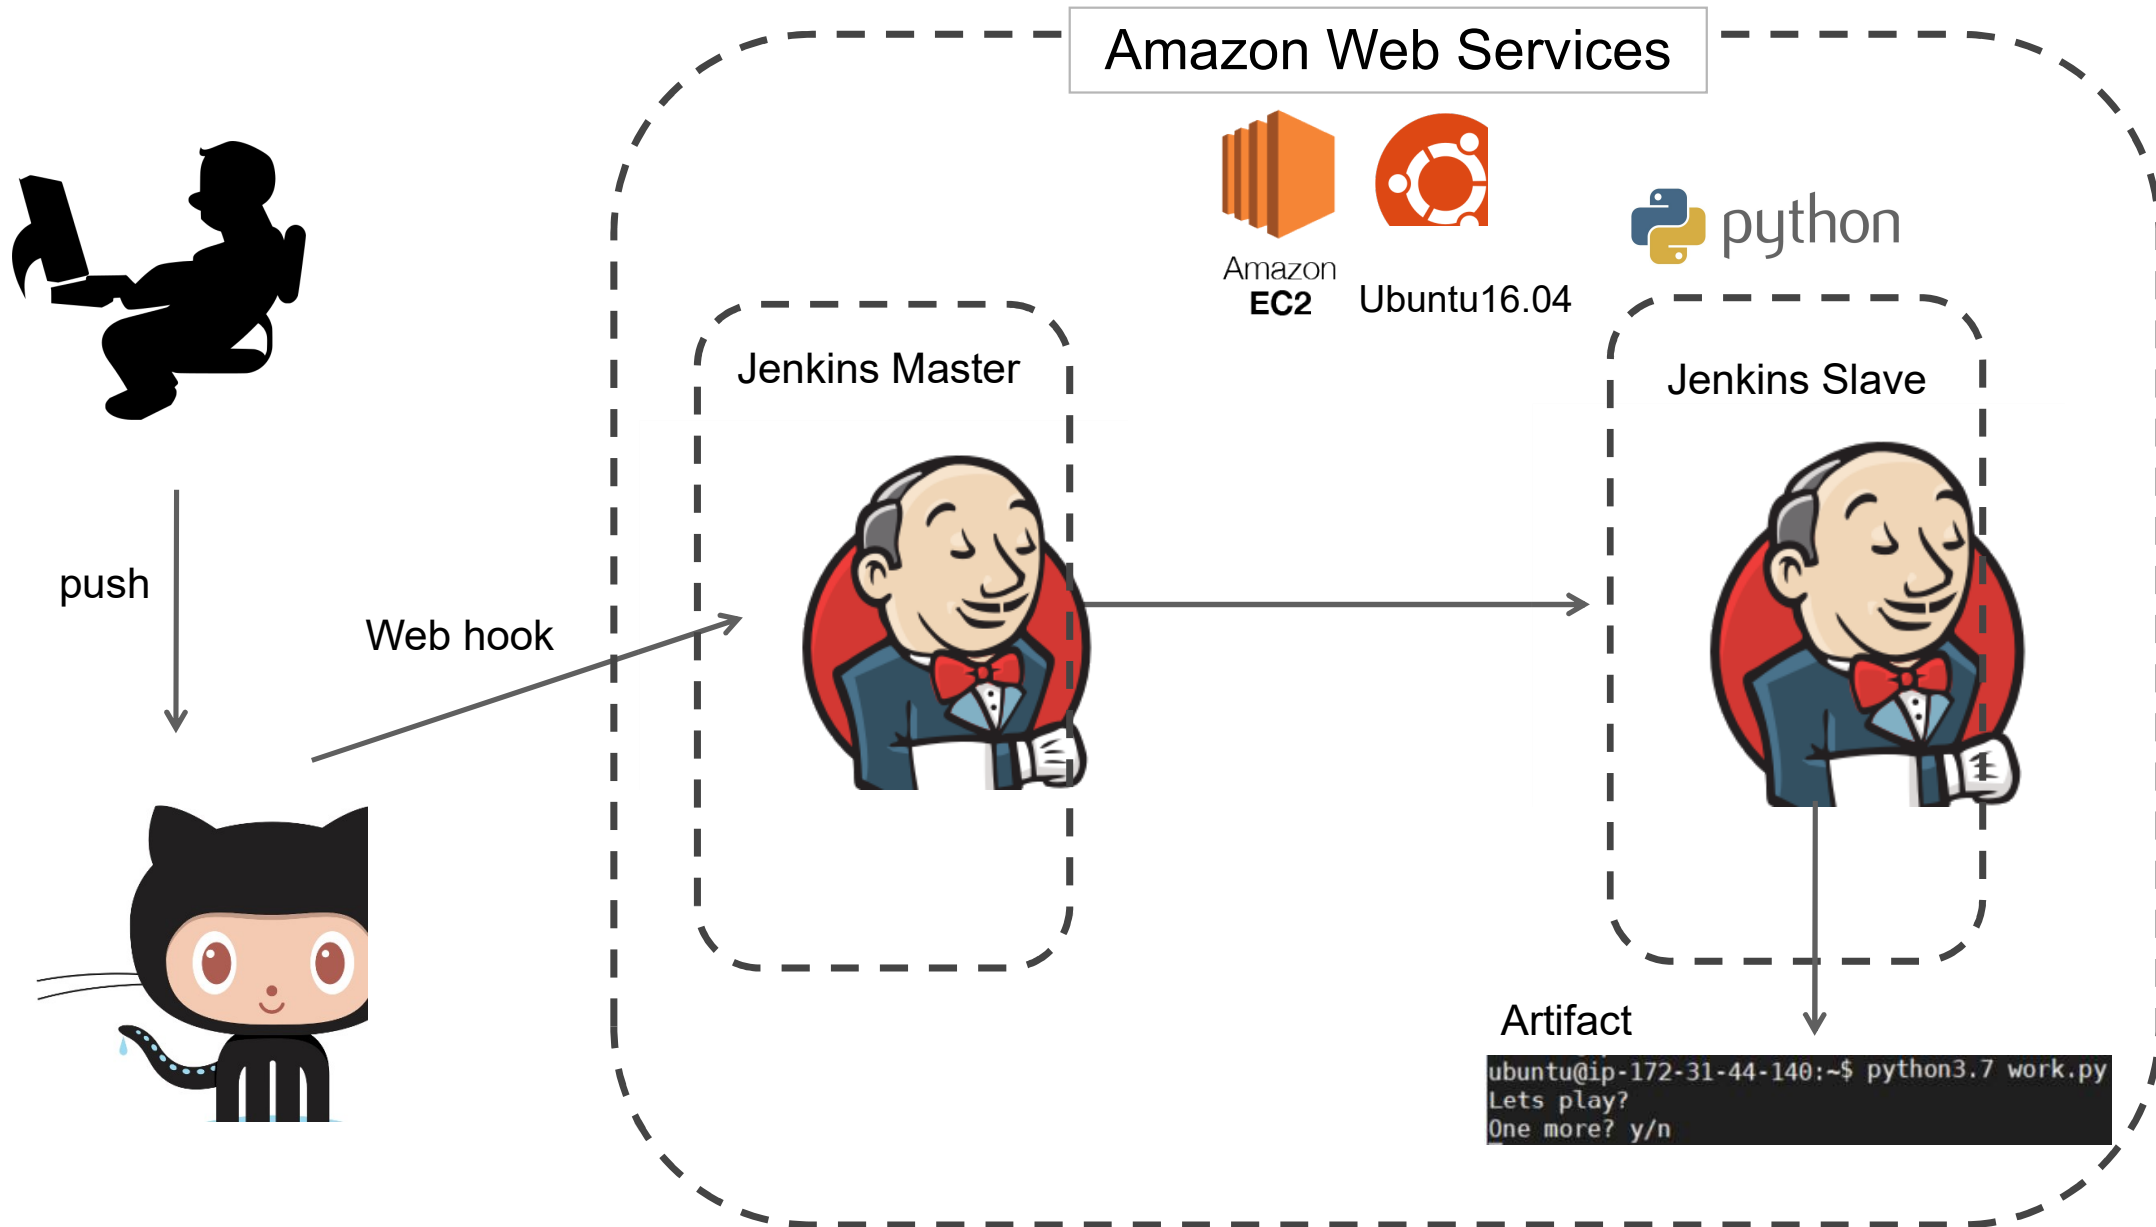 Amazon Web Services
Amazon
EC2
Ubuntu16.04
python
Jenkins Master
Jenkins Slave
push
Web hook
Artifact
ubuntu@ip-172-31-44-140:~$ python3.7 work.py
Lets play?
One more? y/n